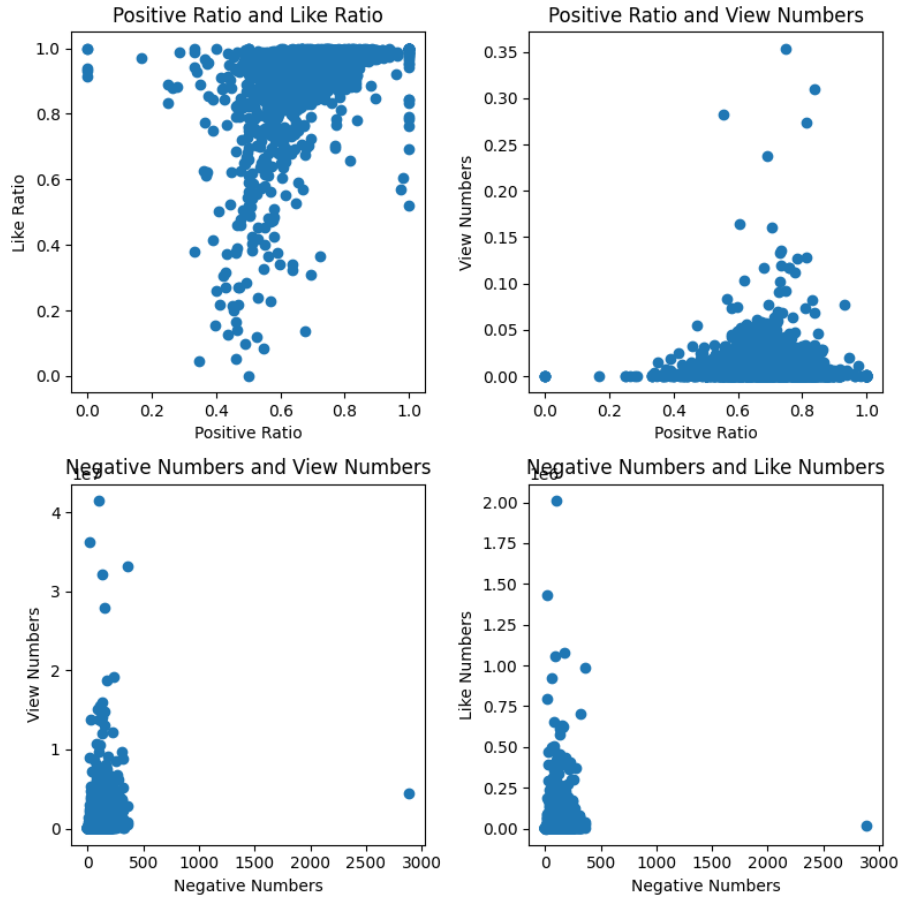 Positive Ratio and Like Ratio
Like Ratio
1.0
0.8
0.6
0.4
0.2
0.0
0.0 0.2 0.4 0.6 0.8 1.0
Positive Ratio
Positive Ratio and View Numbers
View Numbers
0.35
0.30
0.25
0.20
0.15
0.10
0.05
0.00
0.0 0.2 0.4 0.6 0.8 1.0
Positve Ratio
Negative Numbers and View Numbers
1e7
View Numbers
4
3
2
1
0
0 500 1000 1500 2000 2500 3000
Negative Numbers
Negative Numbers and Like Numbers
1e6
Like Numbers
2.00
1.75
1.50
1.25
1.00
0.75
0.50
0.25
0.00
0 500 1000 1500 2000 2500 3000
Negative Numbers